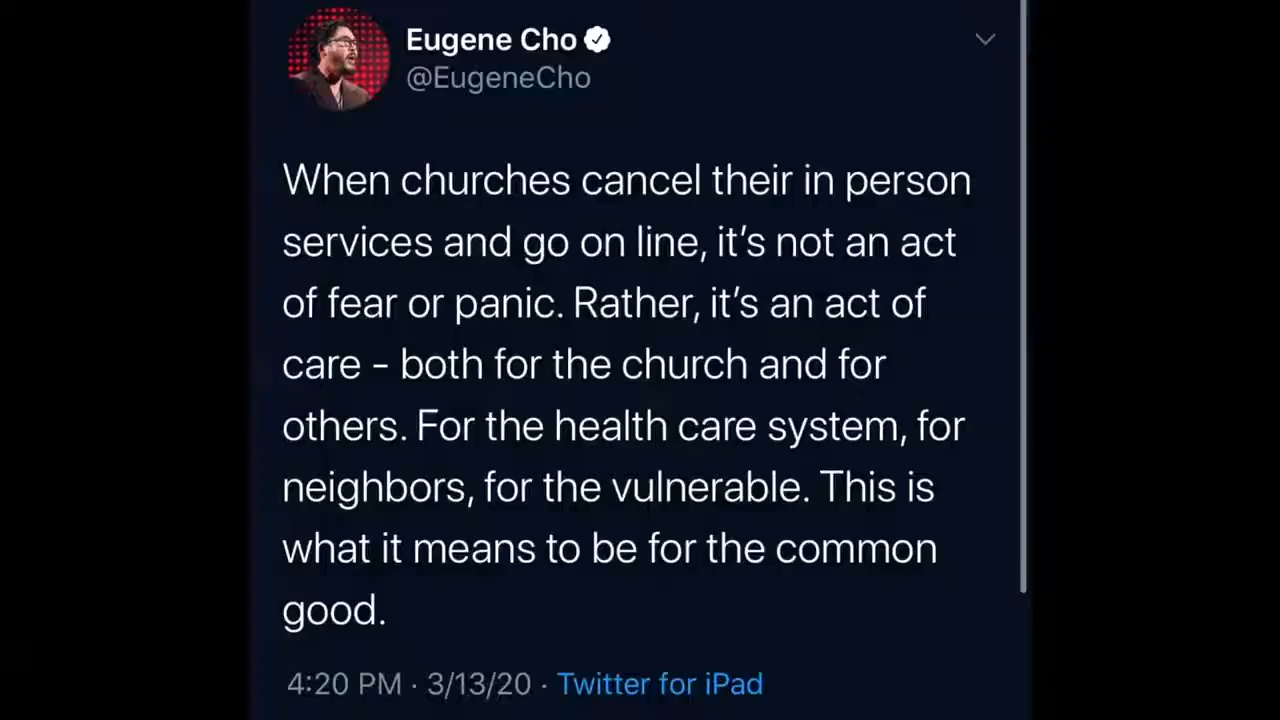 Eugene Cho
@EugeneCho
When churches cancel their in person
services and go on line, it's not an act
of fear or panic. Rather, it's an act of
care - both for the church and for
others. For the health care system, for
neighbors, for the vulnerable. This is
what it means to be for the common
good.
4:20 PM · 3/13/20 · Twitter for iPad